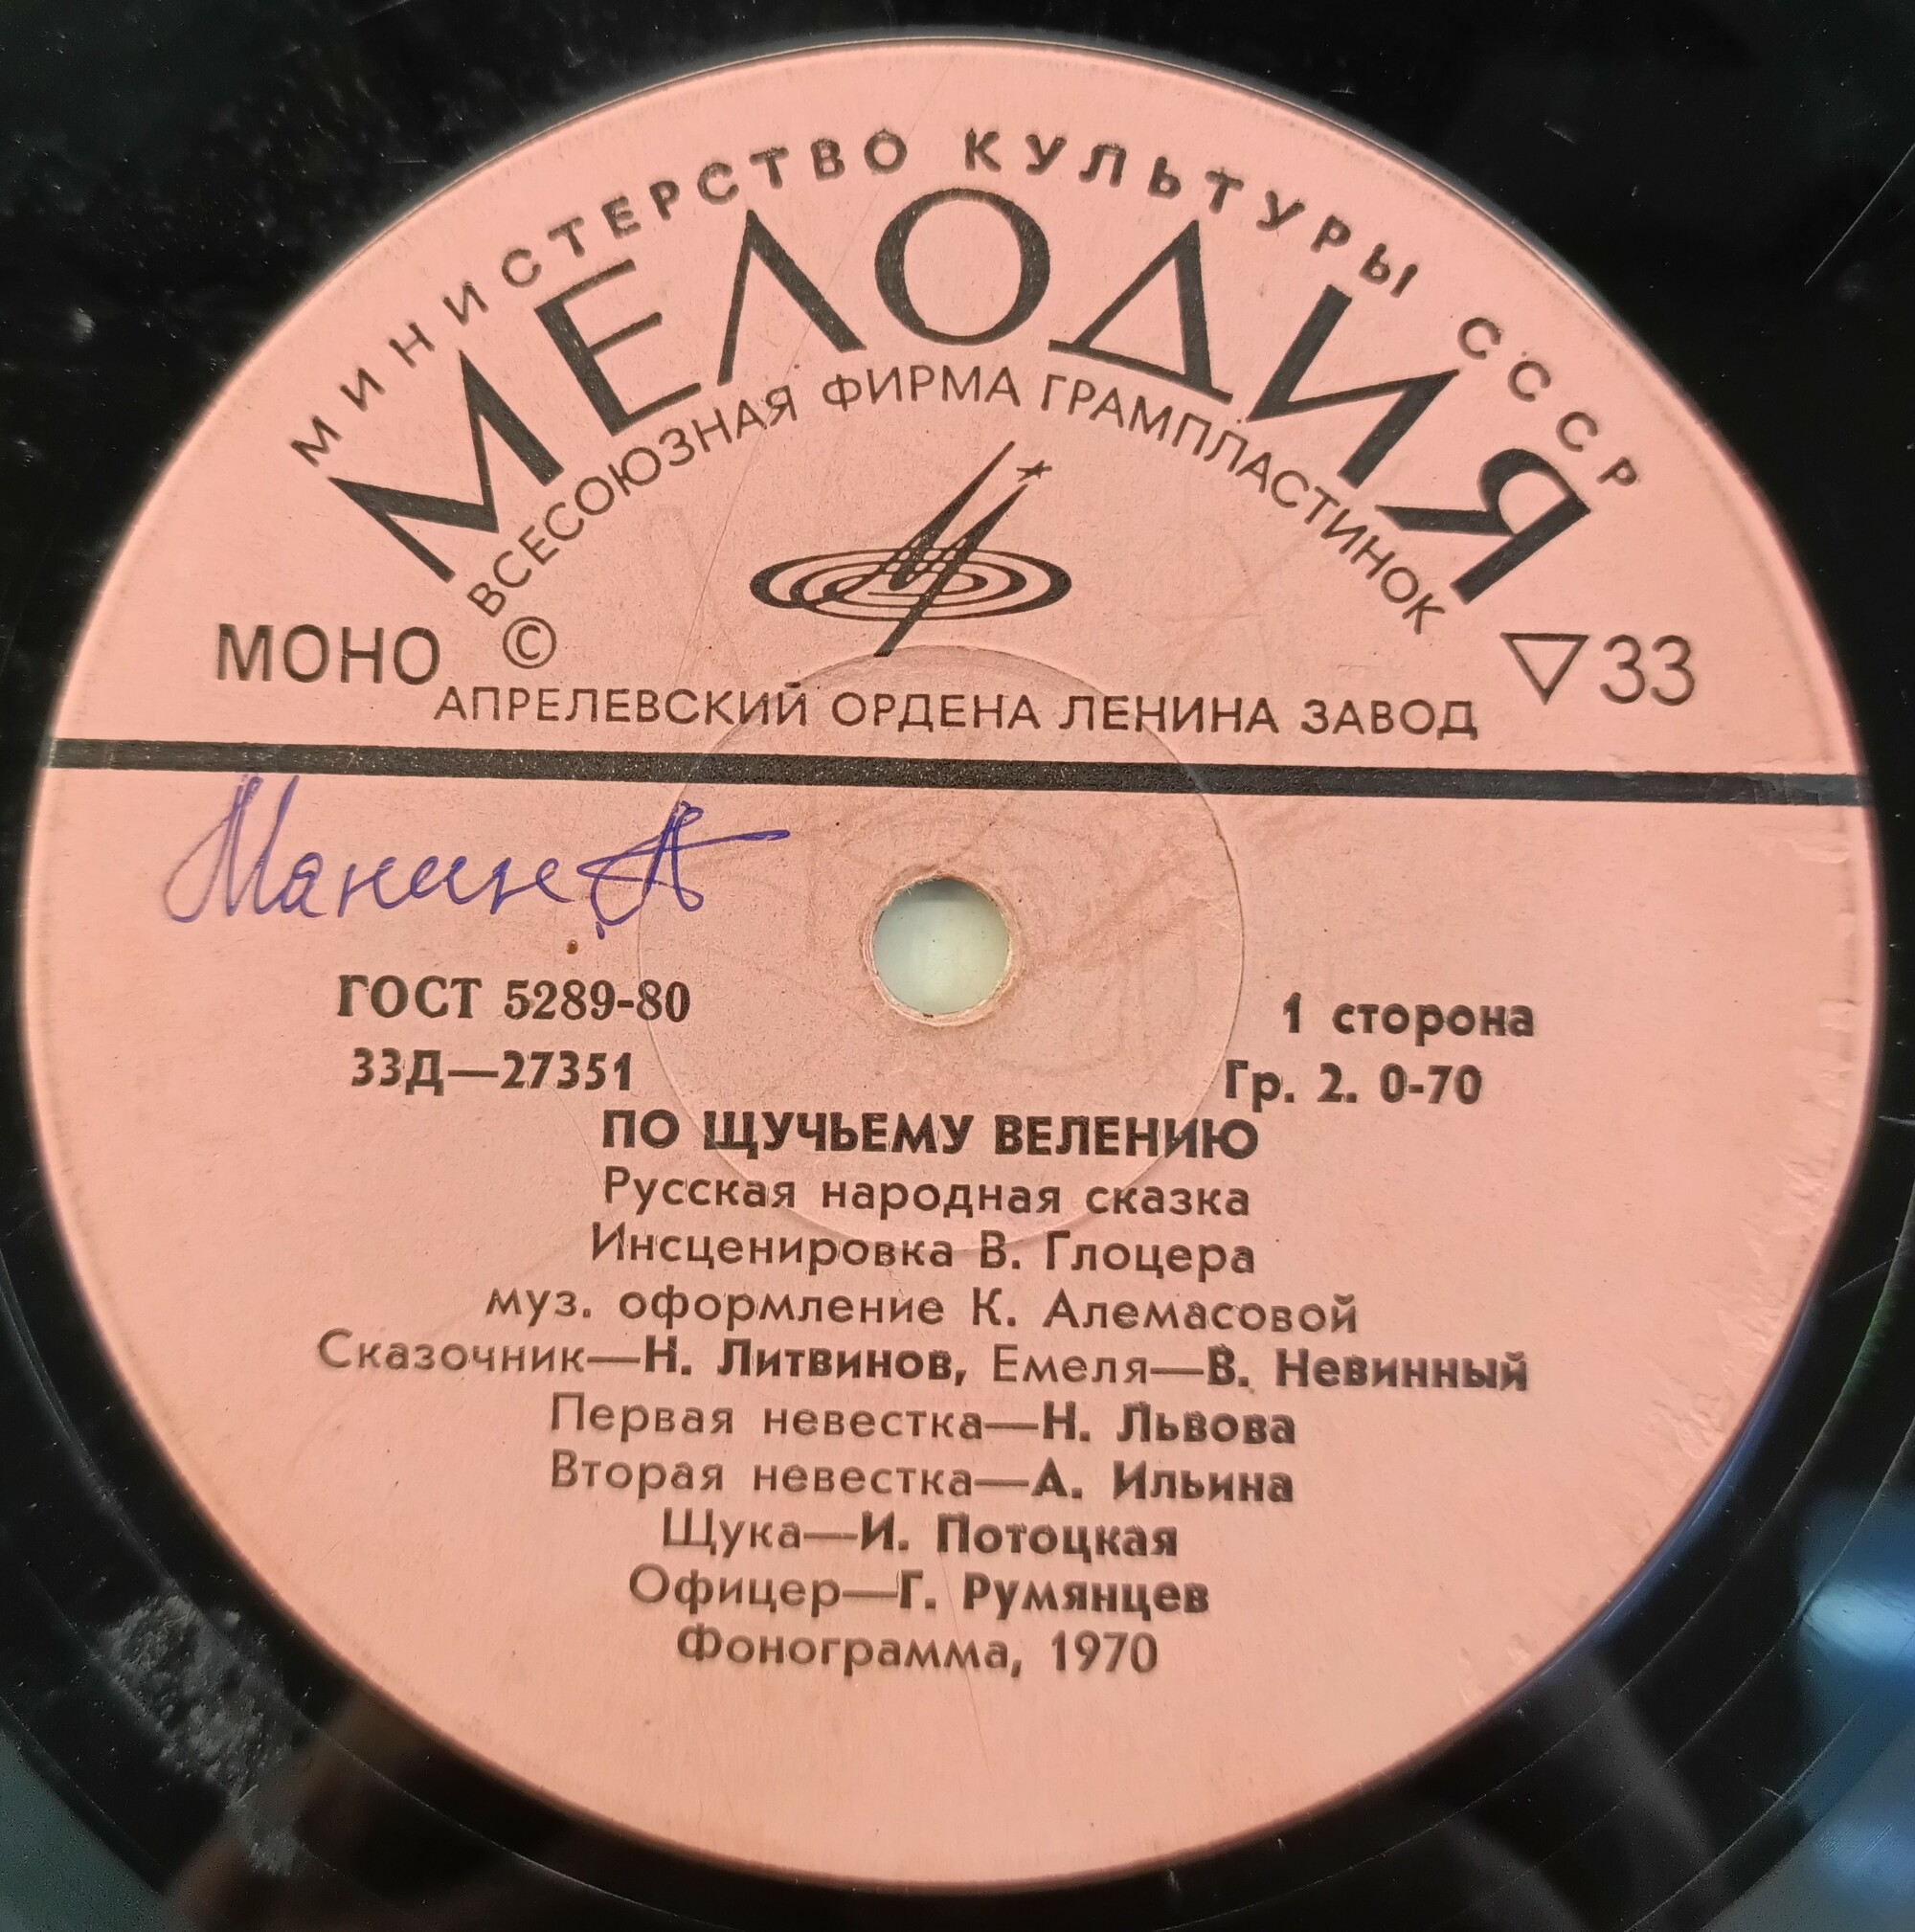 МИНИСТЕРСТВО КУЛЬТУРЫ СССР
МЕЛОДИЯ
ВСЕСОЮЗНАЯ ФИРМА ГРАМПЛАСТИНОК
МОНО © ▽33
АПРЕЛЕВСКИЙ ОРДЕНА ЛЕНИНА ЗАВОД
Манин А
ГОСТ 5289-80 1 сторона
33Д—27351 Гр. 2. 0-70
ПО ЩУЧЬЕМУ ВЕЛЕНИЮ
Русская народная сказка
Инсценировка В. Глоцера
муз. оформление К. Алемасовой
Сказочник—Н. Литвинов, Емеля—В. Невинный
Первая невестка—Н. Львова
Вторая невестка—А. Ильина
Щука—И. Потоцкая
Офицер—Г. Румянцев
Фонограмма, 1970